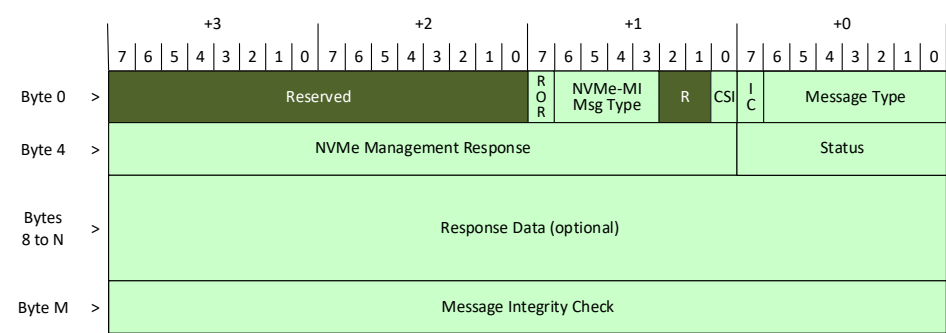 +3 +2 +1 +0
7 6 5 4 3 2 1 0 7 6 5 4 3 2 1 0 7 6 5 4 3 2 1 0 7 6 5 4 3 2 1 0
Byte 0 > Reserved ROR NVMe-MI Msg Type R CSI IC Message Type
Byte 4 > NVMe Management Response Status
Bytes 8 to N > Response Data (optional)
Byte M > Message Integrity Check